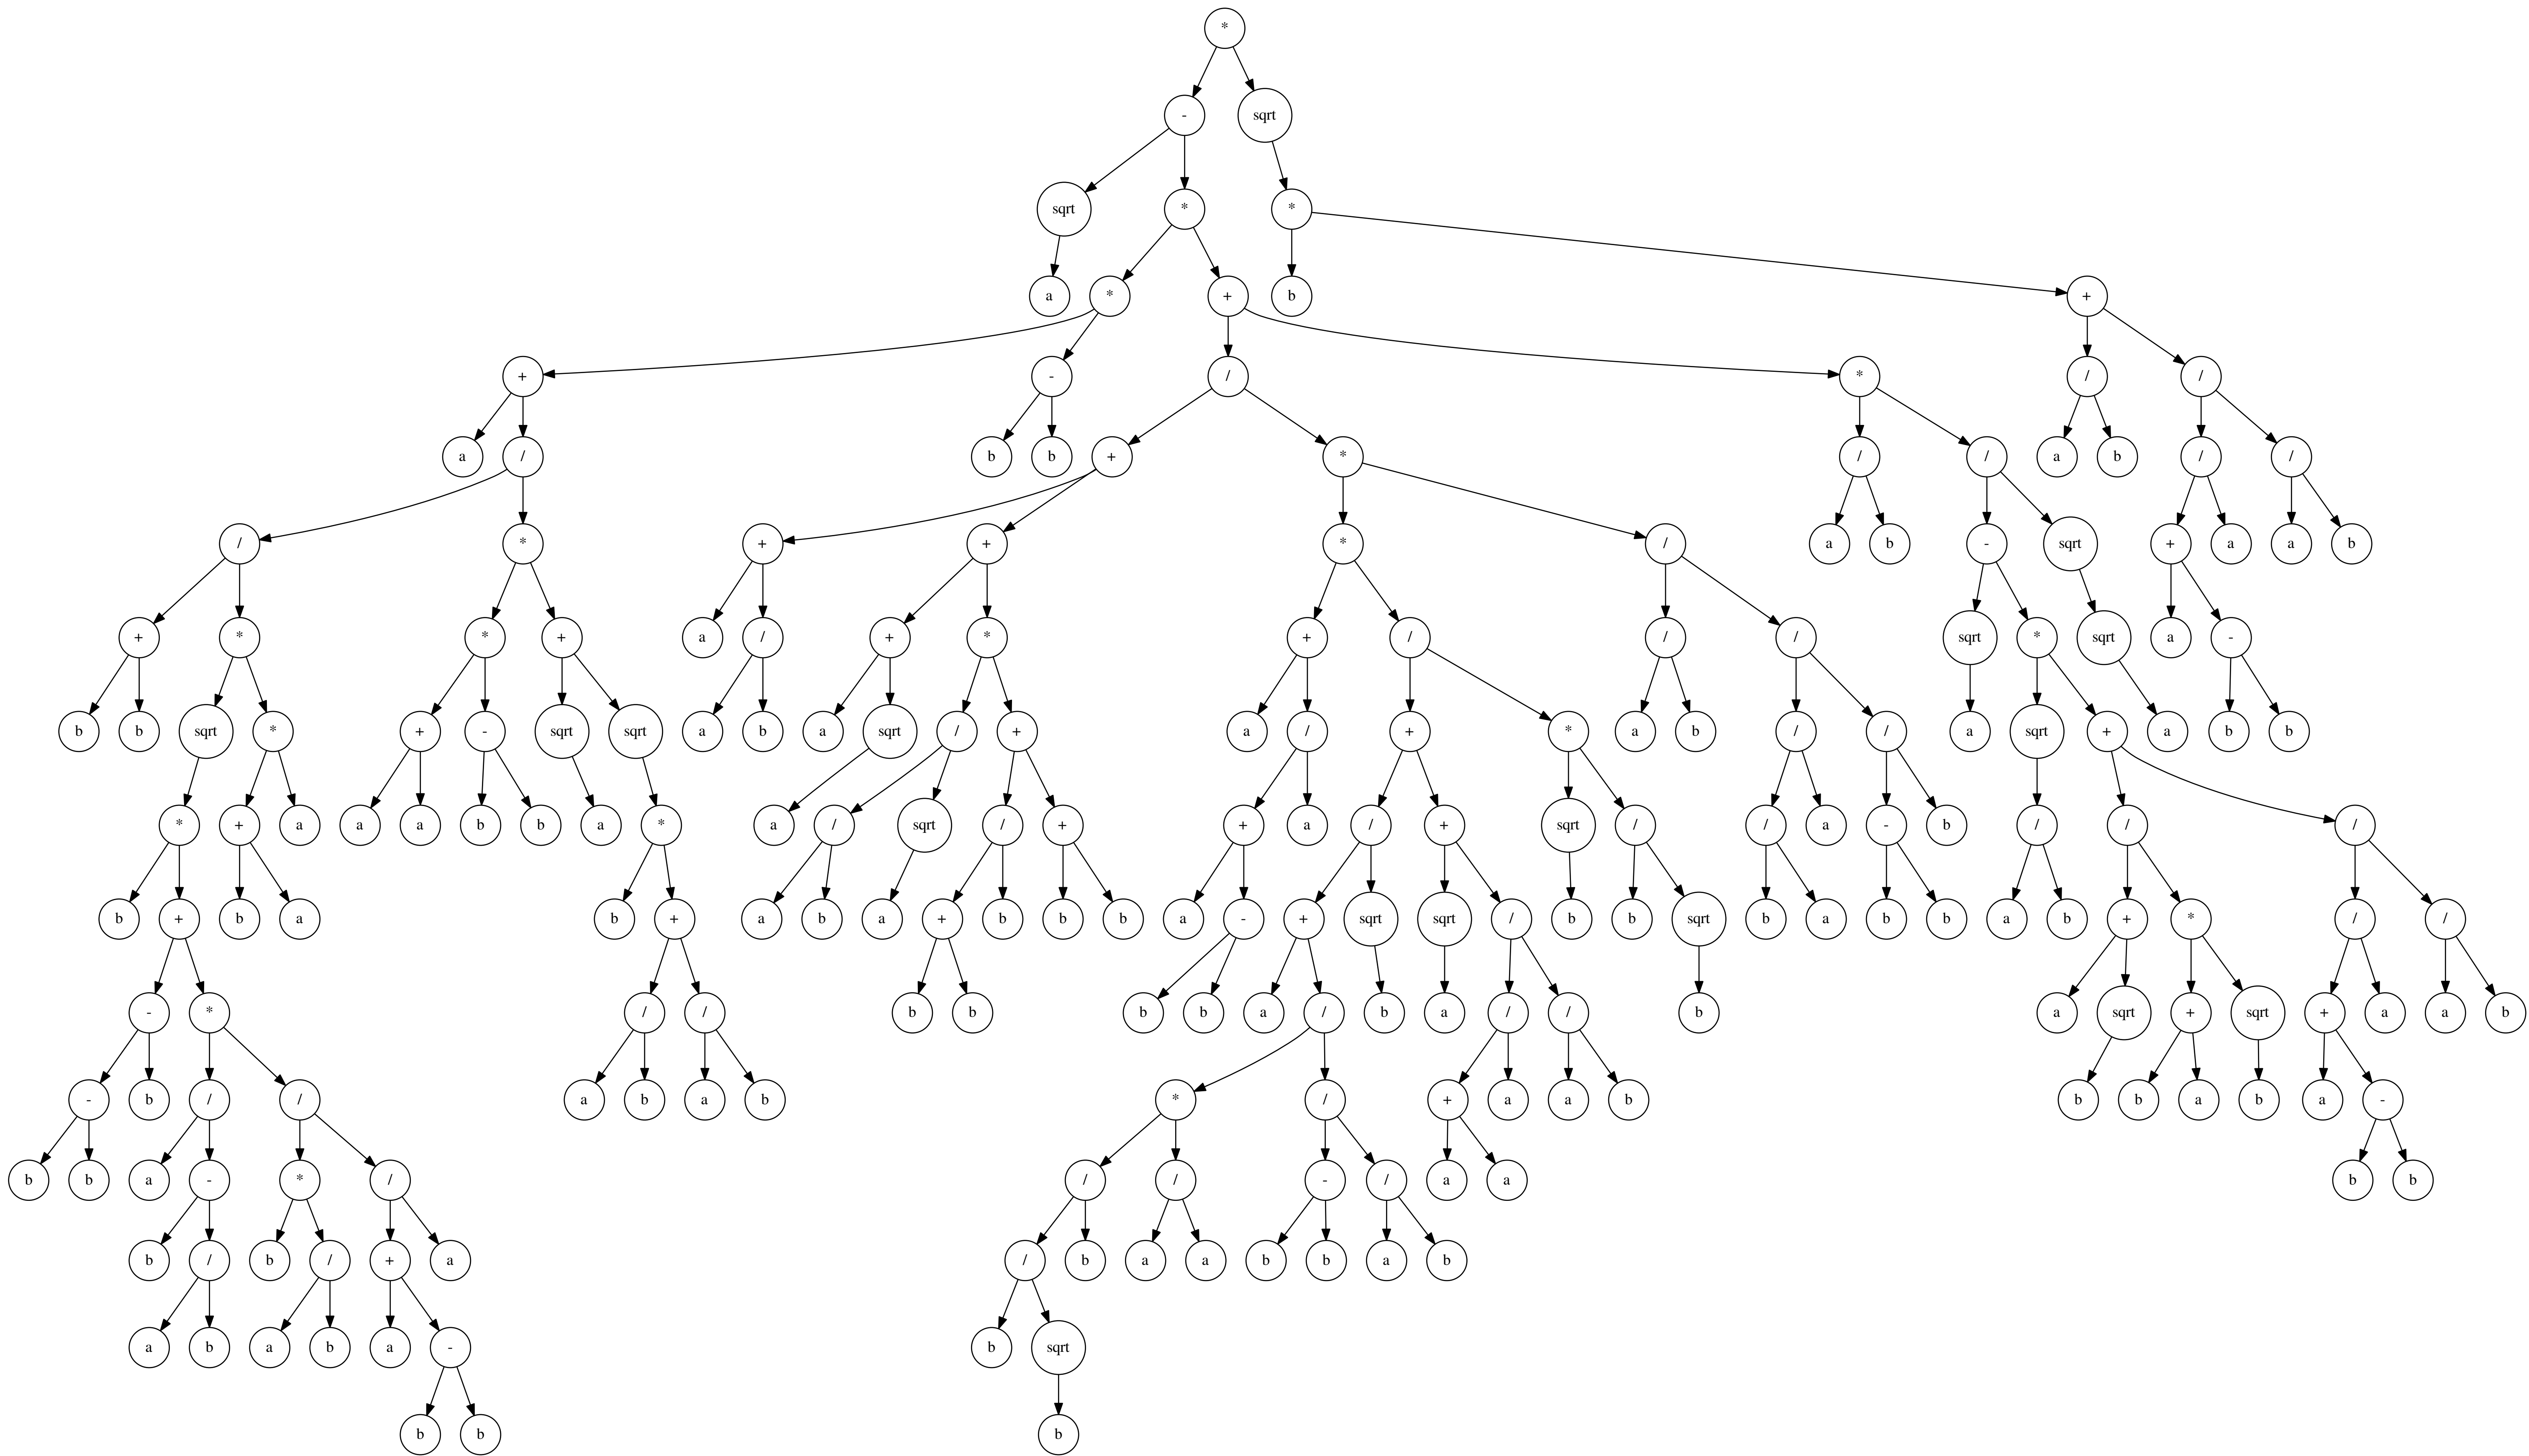 *
- sqrt
sqrt * *
a * + b +
+ - / * / /
a / b b + * / / a b / /
/ * + + * / a b - sqrt + a a b
+ * * + a / + * + / / / sqrt * sqrt a -
b b sqrt * + - sqrt sqrt a b a sqrt / + a / + * a b / / a sqrt + a b b
* + a a a b b a * a / sqrt / + + a / + sqrt / / a - b / / /
b + b a b + a b a + b b b a - + sqrt sqrt / b b sqrt b a b b a b + * / /
- * / / b b b b a / b a / / b a sqrt + sqrt + a a b
- b / / a b a b * / + a a b b b a b a -
b b a - * / / / - / a a b b
b / b / + a / b a a b b a b
a b a b a - b sqrt
b b b